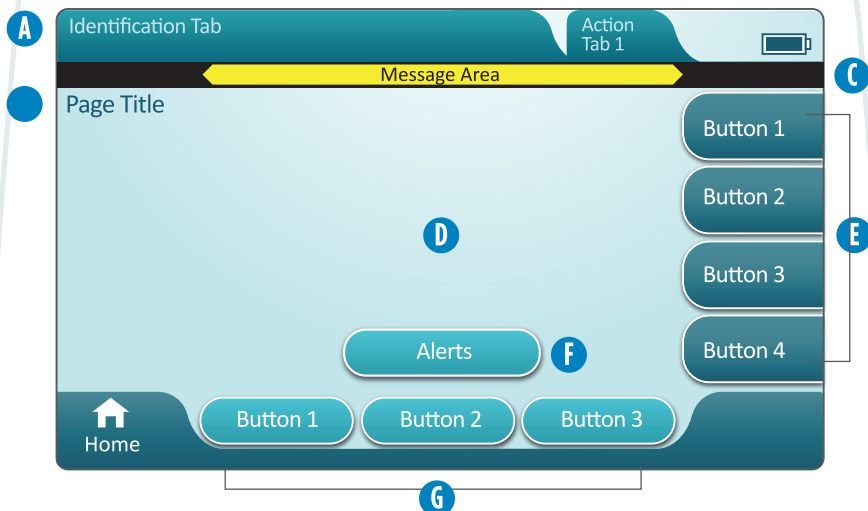 A
Identification Tab
Action
Tab 1
Message Area
C
Page Title
Button 1
Button 2
D
E
Button 3
Alerts
F
Button 4
Home
Button 1
Button 2
Button 3
G